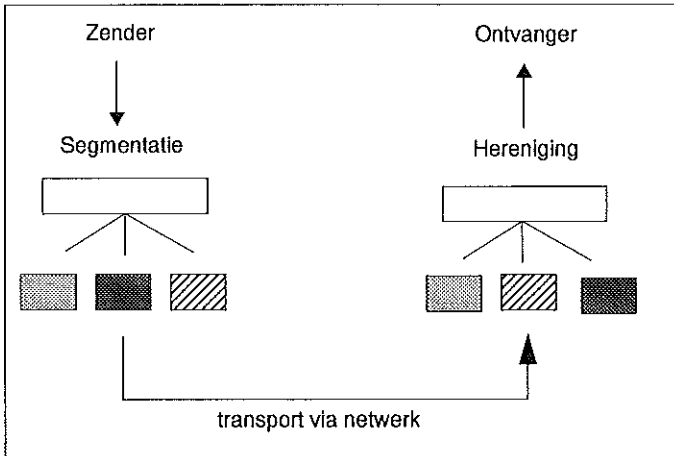 Zender
Ontvanger
Segmentatie
Hereniging
transport via netwerk